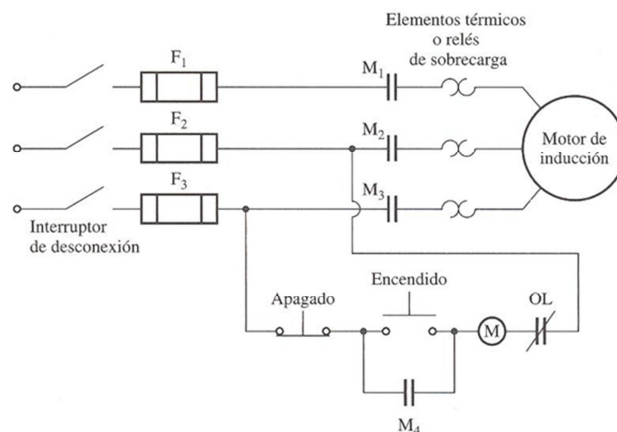 Elementos térmicos
o relés
de sobrecarga
F₁
M₁
F₂
M₂
Motor de
inducción
F₃
M₃
Interruptor
de desconexión
Encendido
Apagado
OL
M
M₄